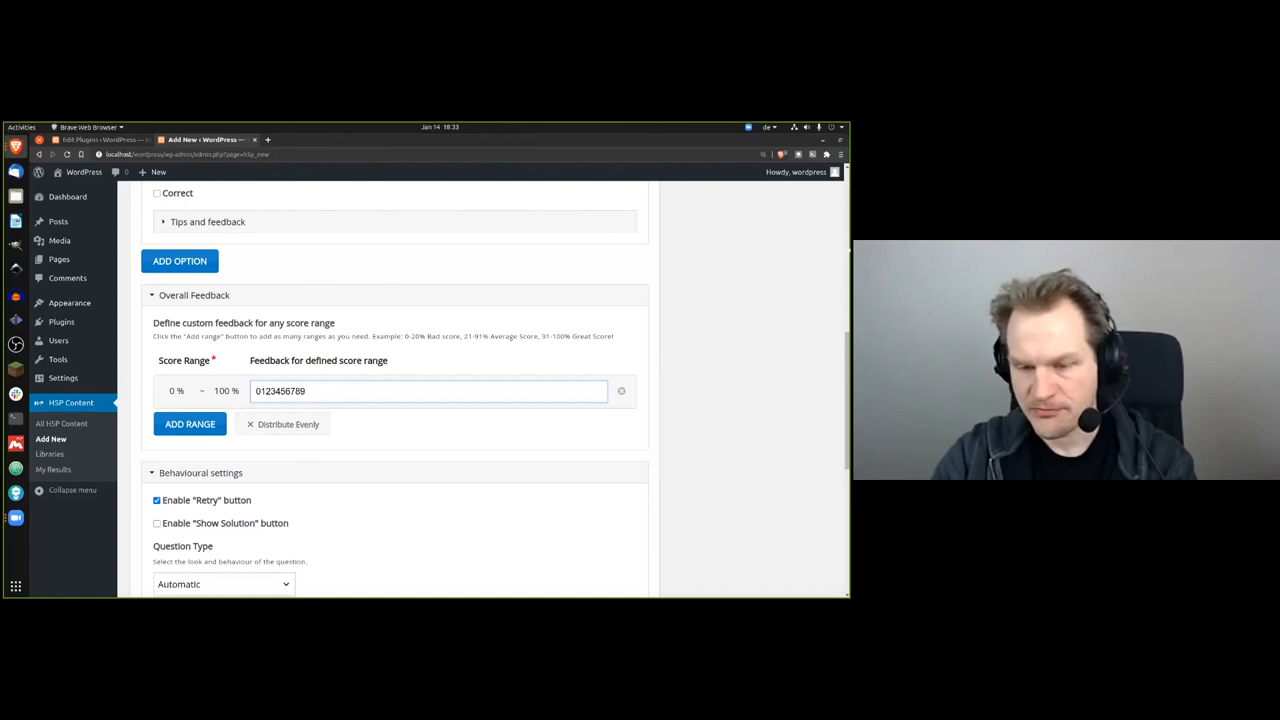 Activities
Brave Web Browser
Jan 14 18:33
de
Edit Plugins ‹ WordPress —
Add New ‹ WordPress —
localhost/wordpress/wp-admin/admin.php?page=h5p_new
WordPress
0
New
Howdy, wordpress
Dashboard
Posts
Media
Pages
Comments
Appearance
Plugins
Users
Tools
Settings
H5P Content
All H5P Content
Add New
Libraries
My Results
Collapse menu
Correct
Tips and feedback
ADD OPTION
Overall Feedback
Define custom feedback for any score range
Click the "Add range" button to add as many ranges as you need. Example: 0-20% Bad score, 21-91% Average Score, 91-100% Great Score!
Score Range* Feedback for defined score range
0 % – 100 % 0123456789
ADD RANGE
Distribute Evenly
Behavioural settings
Enable "Retry" button
Enable "Show Solution" button
Question Type
Select the look and behaviour of the question.
Automatic